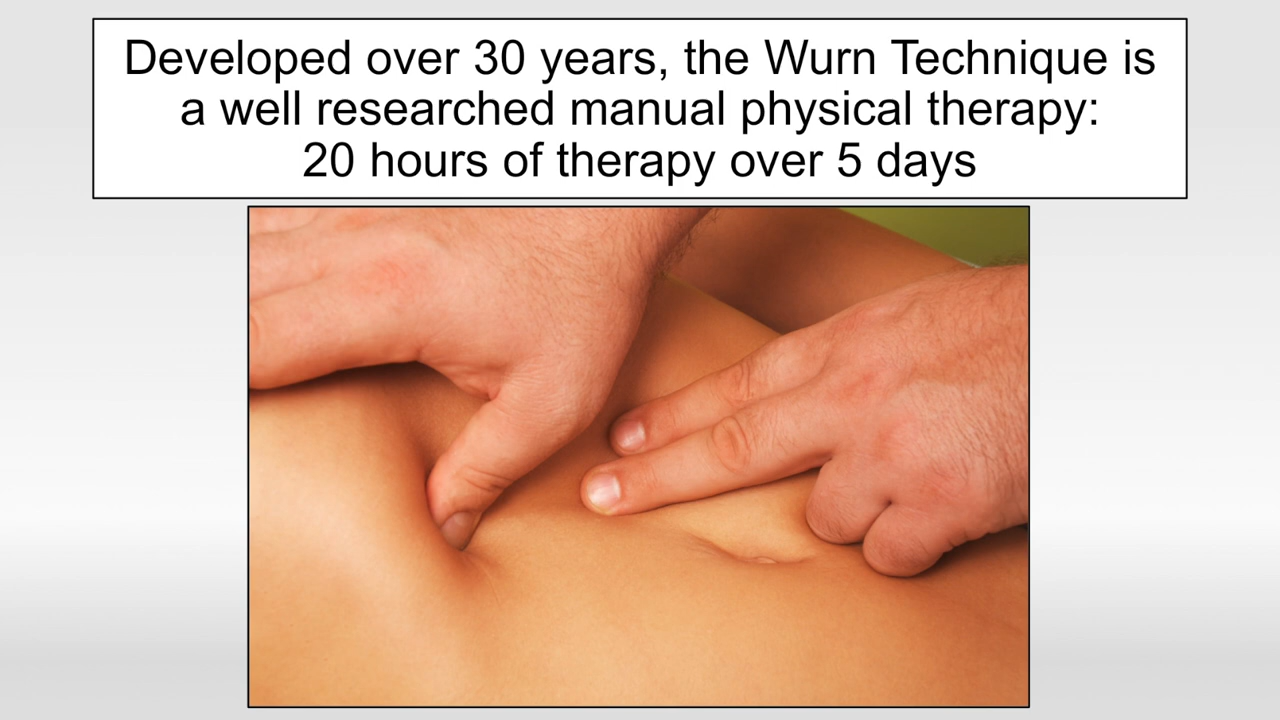 Developed over 30 years, the Wurn Technique is
a well researched manual physical therapy:
20 hours of therapy over 5 days